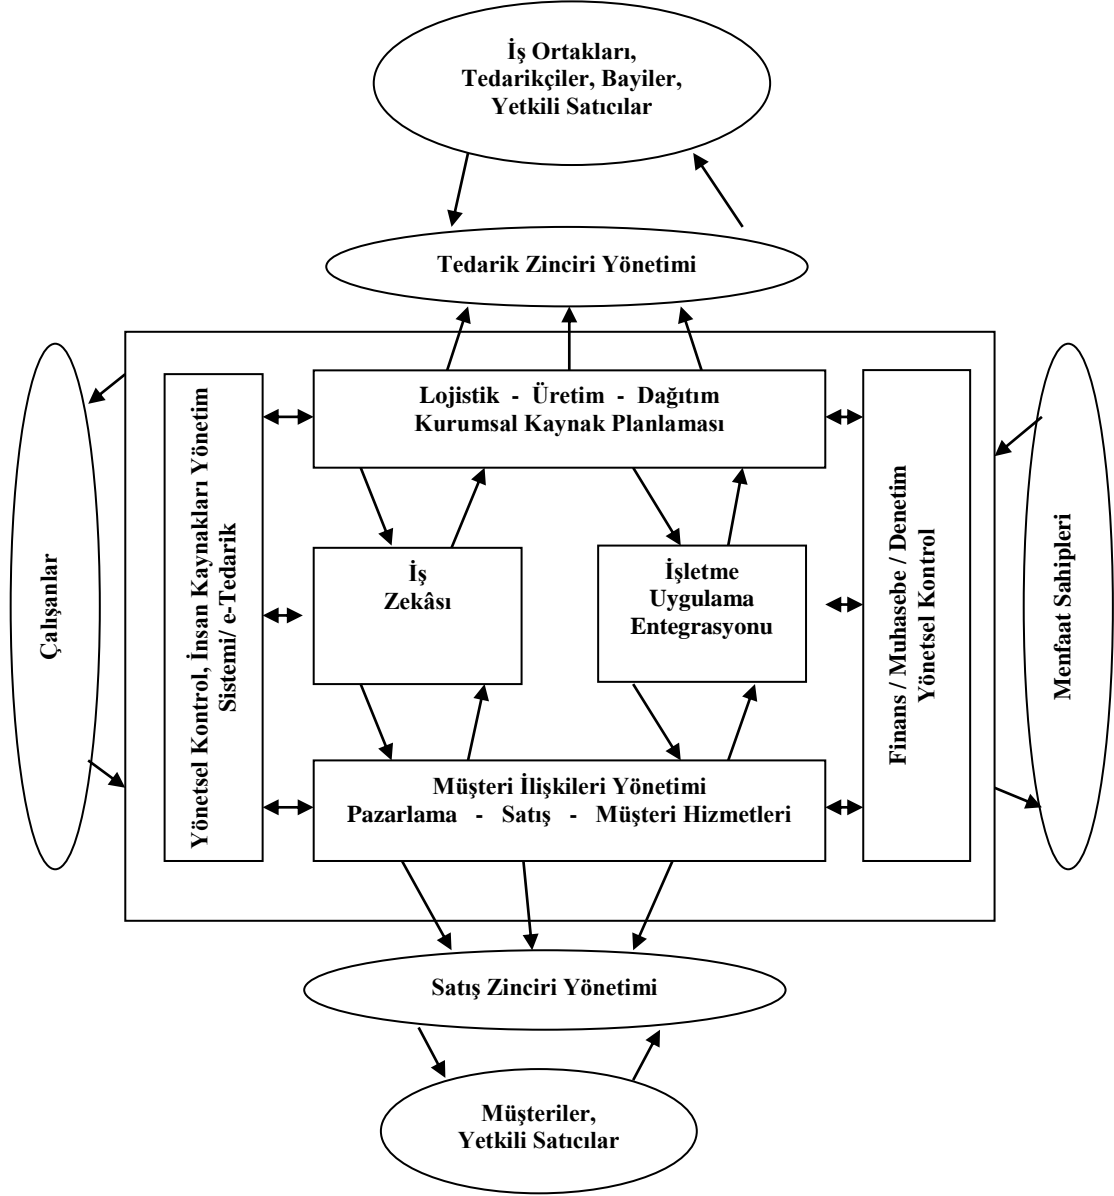 İş Ortakları,
Tedarikçiler, Bayiler,
Yetkili Satıcılar
Tedarik Zinciri Yönetimi
Çalışanlar
Yönetsel Kontrol, İnsan Kaynakları Yönetim
Sistemi/ e-Tedarik
Lojistik - Üretim - Dağıtım
Kurumsal Kaynak Planlaması
İş
Zekâsı
İşletme
Uygulama
Entegrasyonu
Müşteri İlişkileri Yönetimi
Pazarlama - Satış - Müşteri Hizmetleri
Finans / Muhasebe / Denetim
Yönetsel Kontrol
Menfaat Sahipleri
Satış Zinciri Yönetimi
Müşteriler,
Yetkili Satıcılar